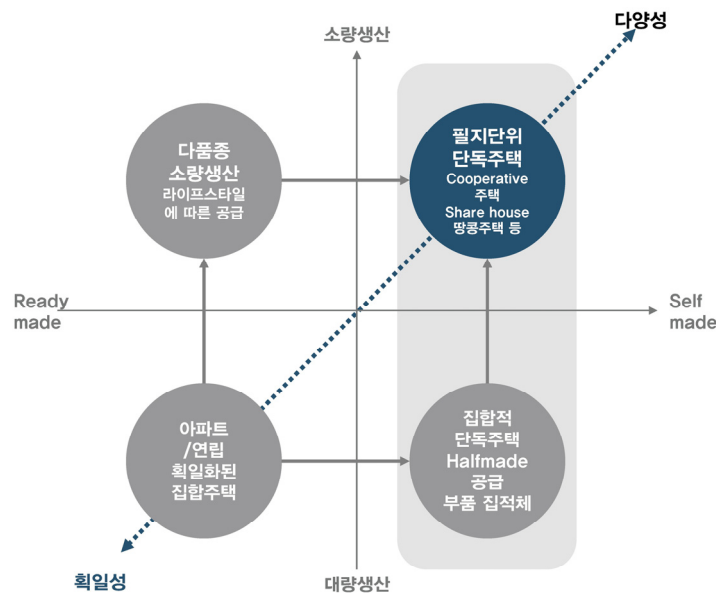 소량생산
다양성
다품종
소량생산
라이프스타일
에 따른 공급
필지단위
단독주택
Cooperative
주택
Share house
땅콩주택 등
Ready
made
Self
made
아파트
/연립
획일화된
집합주택
집합적
단독주택
Halfmade
공급
부품 집적체
획일성
대량생산